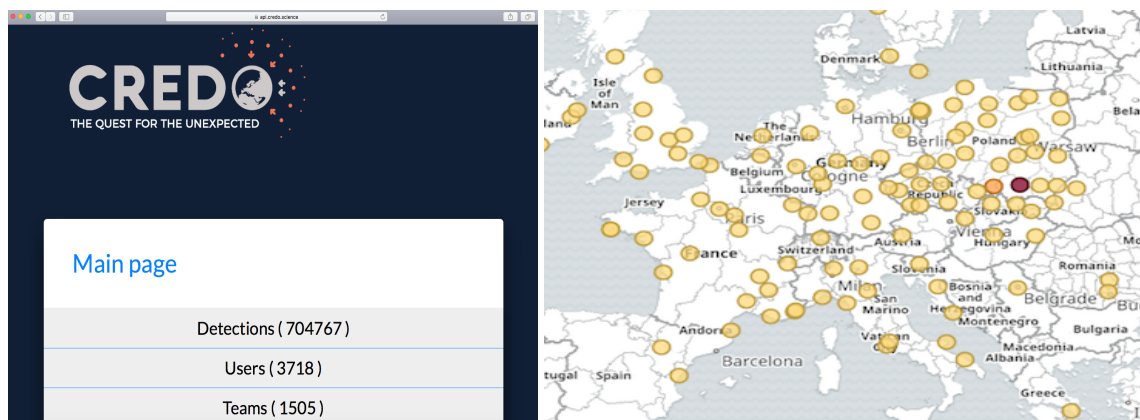 api.credo.science
CREDO
THE QUEST FOR THE UNEXPECTED
Main page
Detections ( 704767 )
Users ( 3718 )
Teams ( 1505 )
Latvia
Denmark
Lithuania
Isle
of
Man
Hamburg
The
Netherlands
Berlin
Poland
Warsaw
Germany
Belgium
Cologne
Luxembourg
Republic
Jersey
Paris
Slovakia
Vienna
Hungary
Austria
Switzerland
France
Slovenia
Romania
Milan
San
Marino
Bosnia
and
Herzegovina
Belgrade
Montenegro
Andorra
Vatican
City
Bulgaria
Macedonia
Albania
Barcelona
tugal
Spain
Greece